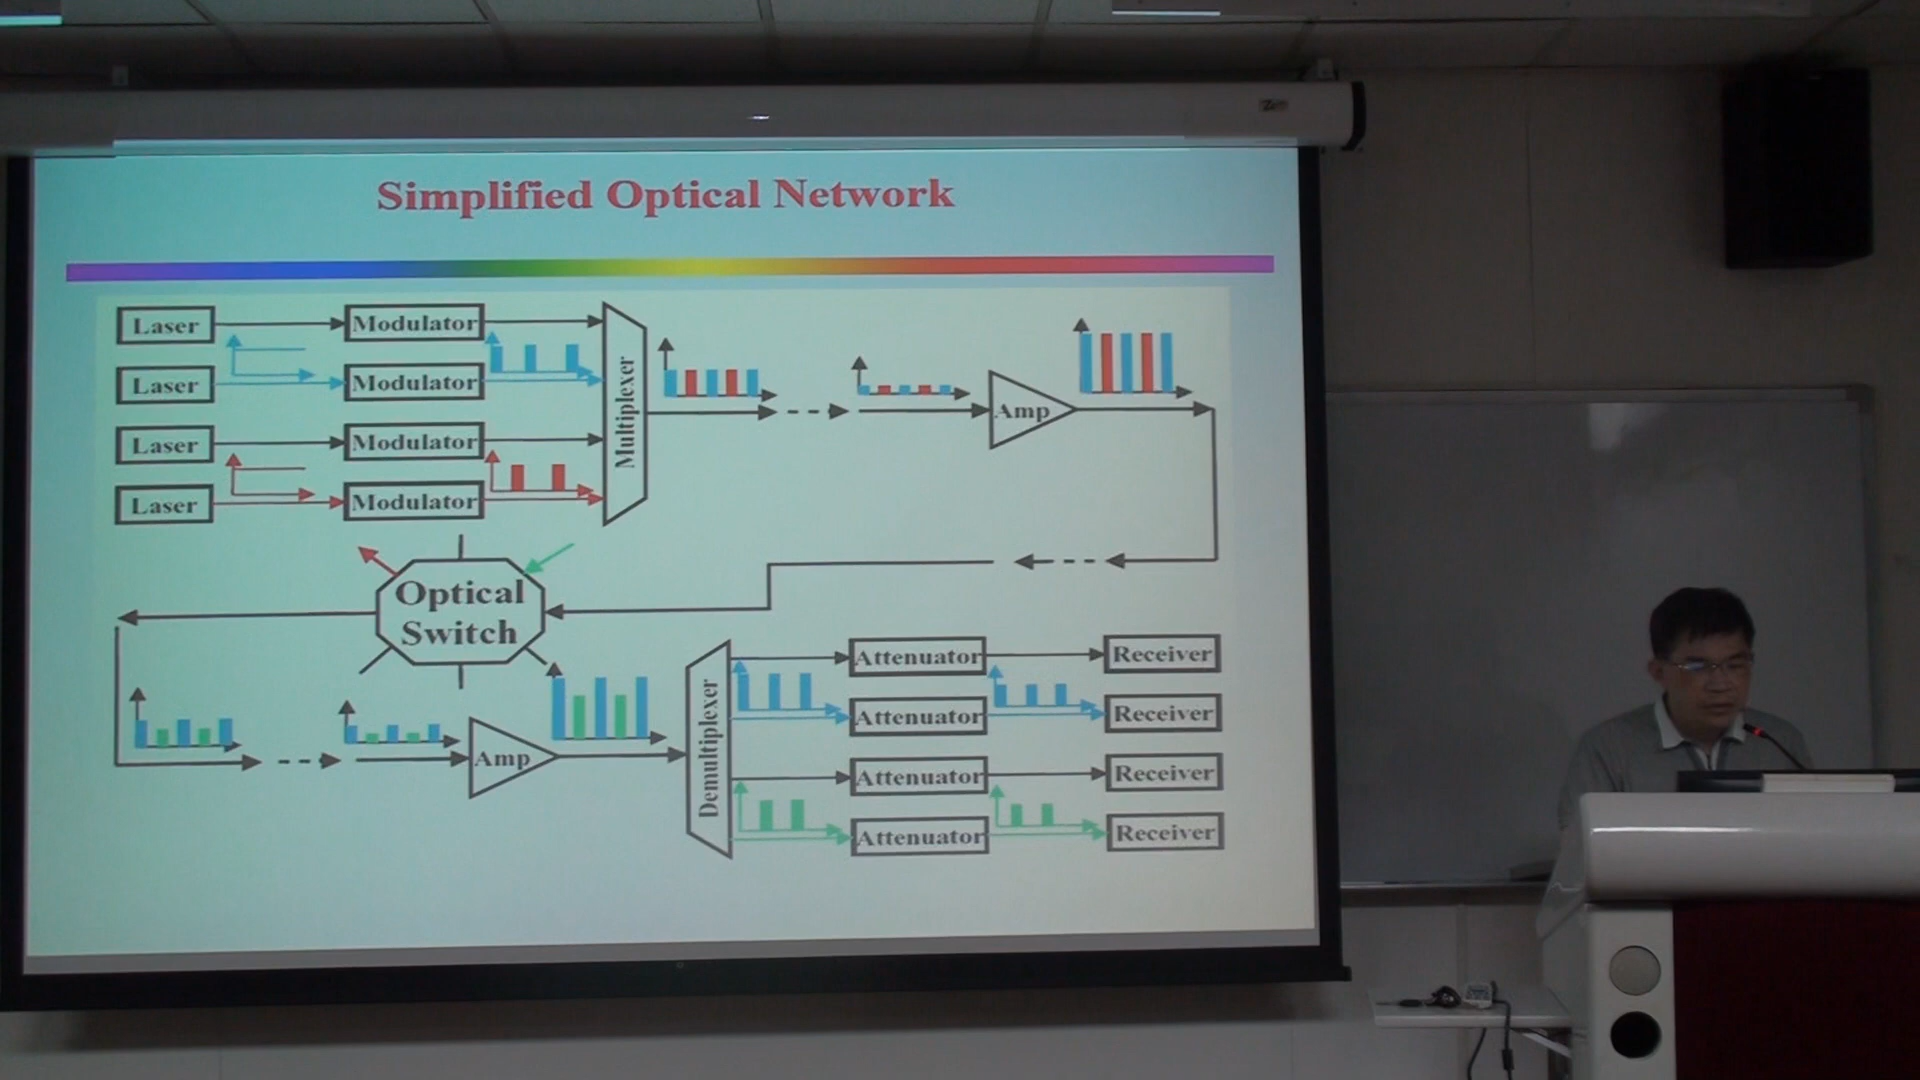 Simplified Optical Network
Laser
Modulator
Laser
Modulator
Laser
Modulator
Laser
Modulator
Multiplexer
Amp
Optical
Switch
Amp
Demultiplexer
Attenuator
Receiver
Attenuator
Receiver
Attenuator
Receiver
Attenuator
Receiver